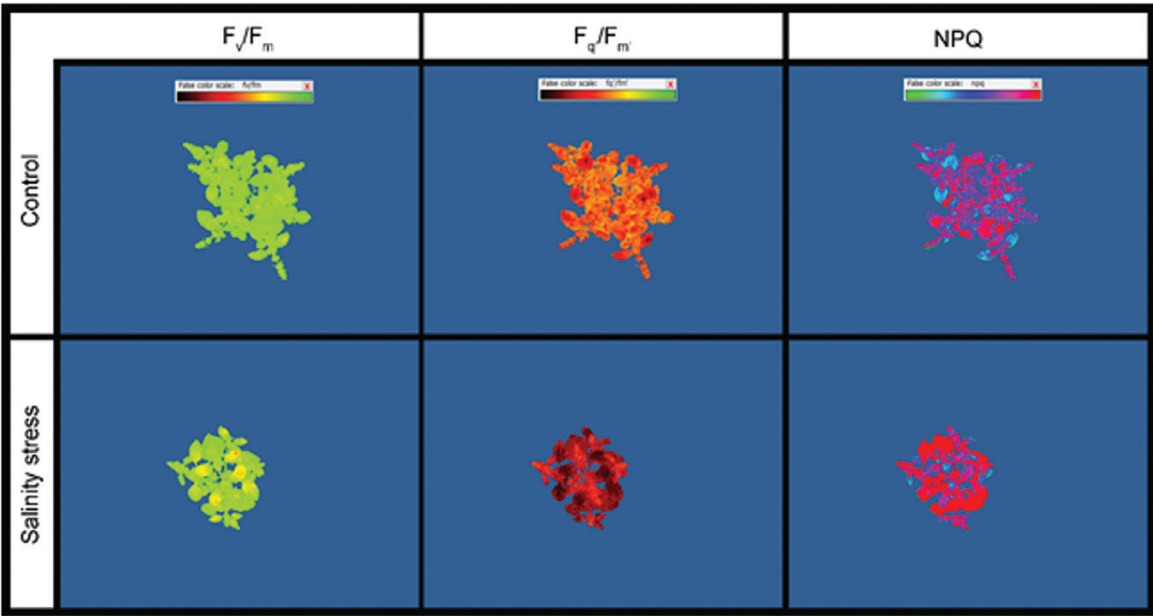 Fv/Fm
Fq'/Fm'
NPQ
Control
False color scale: fv/fm X
False color scale: fq'/fm' X
False color scale: npq X
Salinity stress